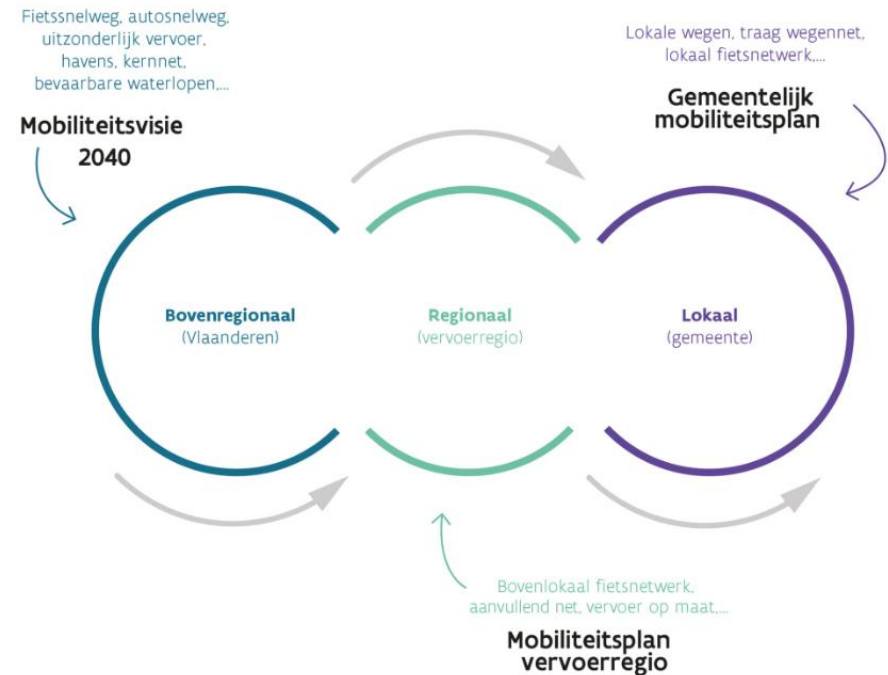 Fietssnelweg, autosnelweg,
uitzonderlijk vervoer,
havens, kernnet,
bevaarbare waterlopen,...
Mobiliteitsvisie
2040
Lokale wegen, traag wegennet,
lokaal fietsnetwerk,...
Gemeentelijk
mobiliteitsplan
Bovenregionaal
(Vlaanderen)
Regionaal
(vervoerregio)
Lokaal
(gemeente)
Bovenlokaal fietsnetwerk,
aanvullend net, vervoer op maat,...
Mobiliteitsplan
vervoerregio